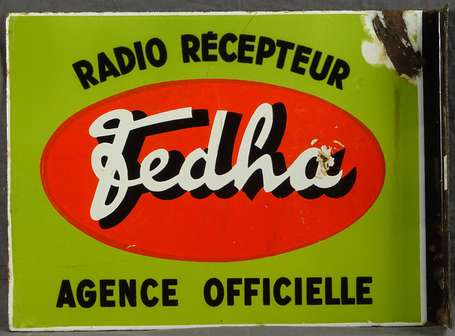 RADIO RÉCEPTEUR
Fedha
AGENCE OFFICIELLE